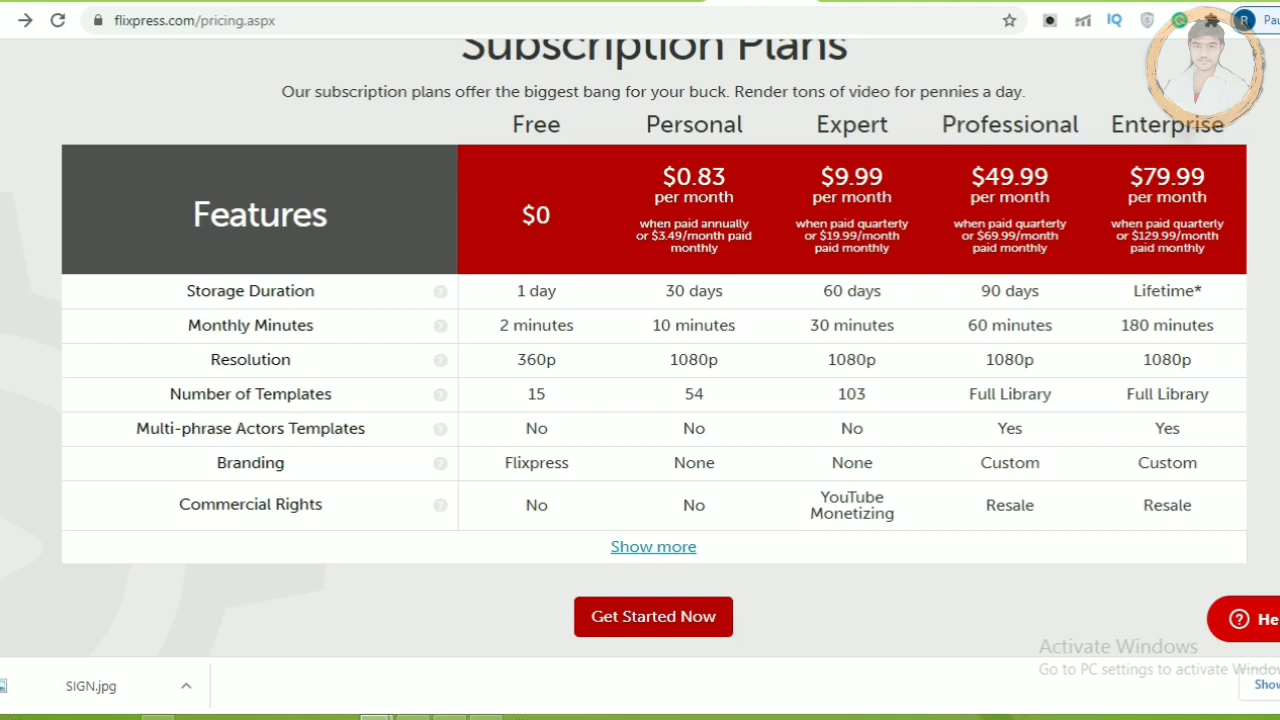 flixpress.com/pricing.aspx
IQ
R
Subscription Plans
Our subscription plans offer the biggest bang for your buck. Render tons of video for pennies a day.
Free Personal Expert Professional Enterprise
Features
$0
$0.83
per month
when paid annually
or $3.49/month paid
monthly
$9.99
per month
when paid quarterly
or $19.99/month
paid monthly
$49.99
per month
when paid quarterly
or $69.99/month
paid monthly
$79.99
per month
when paid quarterly
or $129.99/month
paid monthly
Storage Duration ? 1 day 30 days 60 days 90 days Lifetime*
Monthly Minutes ? 2 minutes 10 minutes 30 minutes 60 minutes 180 minutes
Resolution ? 360p 1080p 1080p 1080p 1080p
Number of Templates ? 15 54 103 Full Library Full Library
Multi-phrase Actors Templates ? No No No Yes Yes
Branding ? Flixpress None None Custom Custom
Commercial Rights ? No No YouTube Monetizing Resale Resale
Show more
Get Started Now
? He
Activate Windows
Go to PC settings to activate Windo
SIGN.jpg
Show